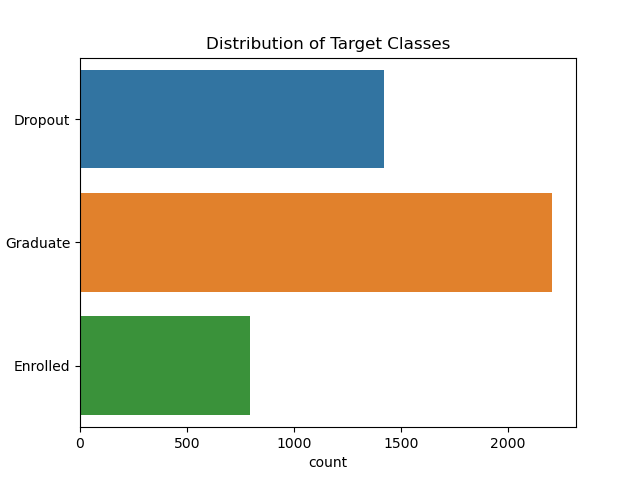 Distribution of Target Classes
Dropout
Graduate
Enrolled
0 500 1000 1500 2000
count